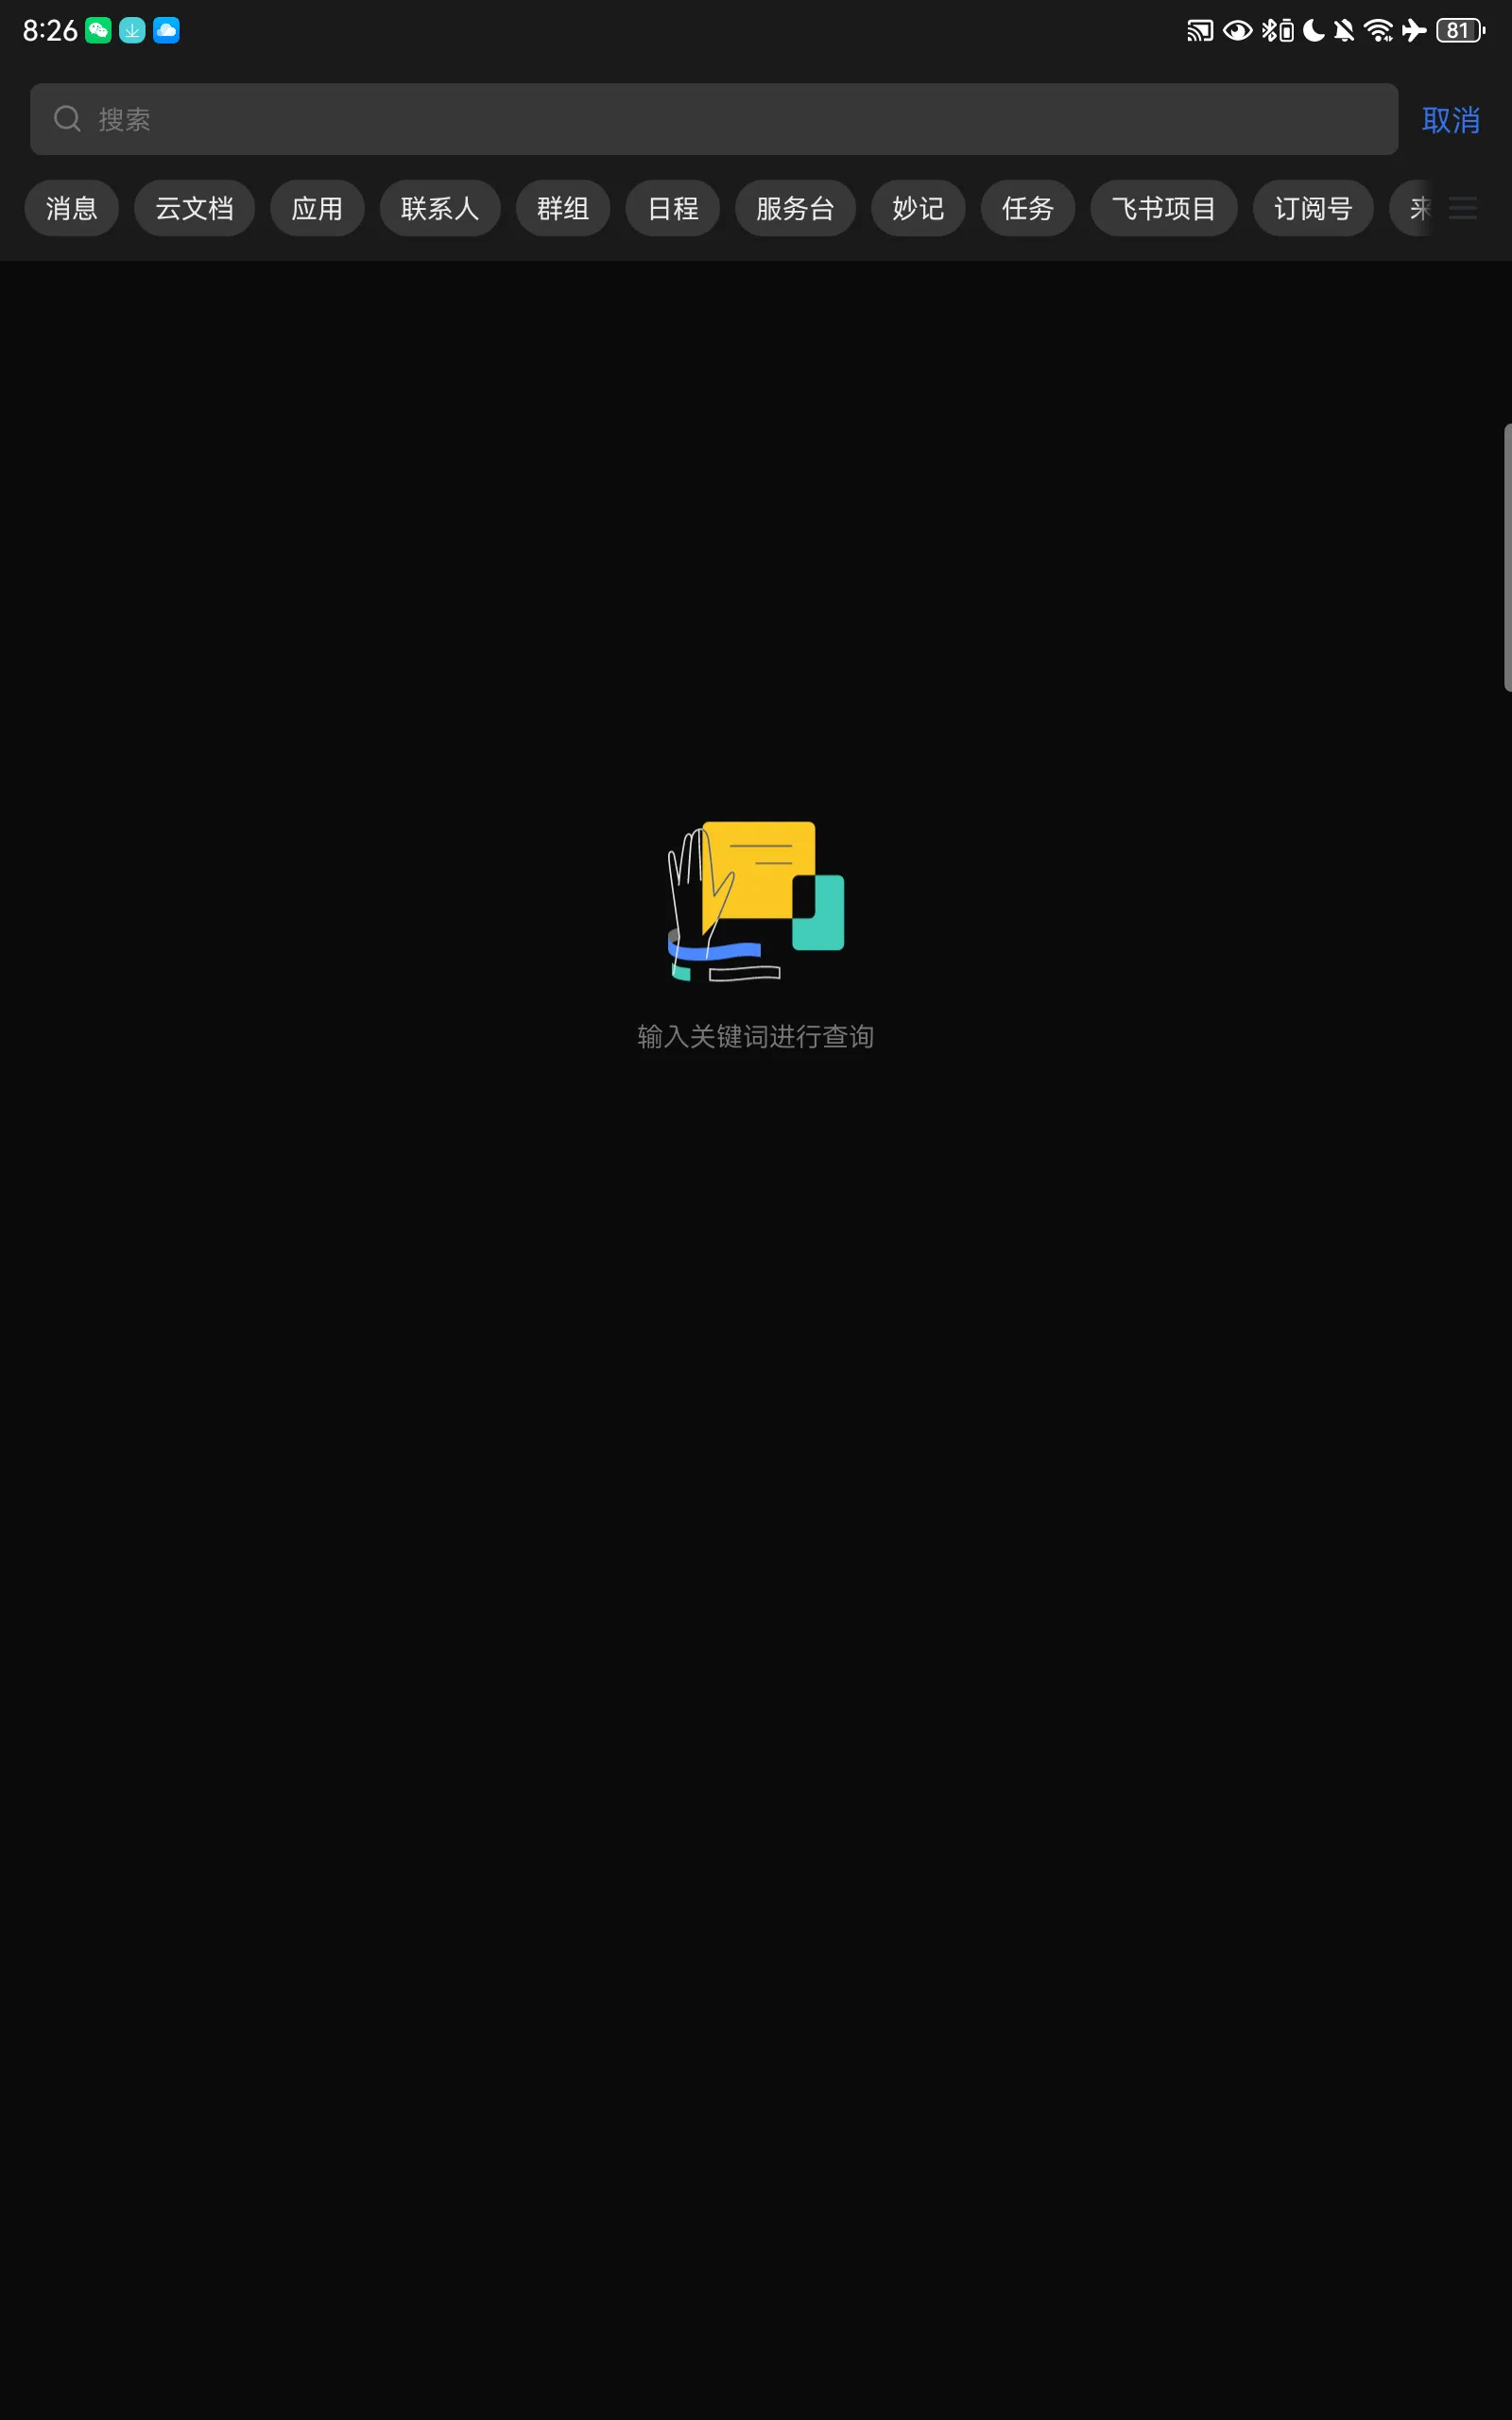 8:26
81
搜索
取消
消息 云文档 应用 联系人 群组 日程 服务台 妙记 任务 飞书项目 订阅号
输入关键词进行查询